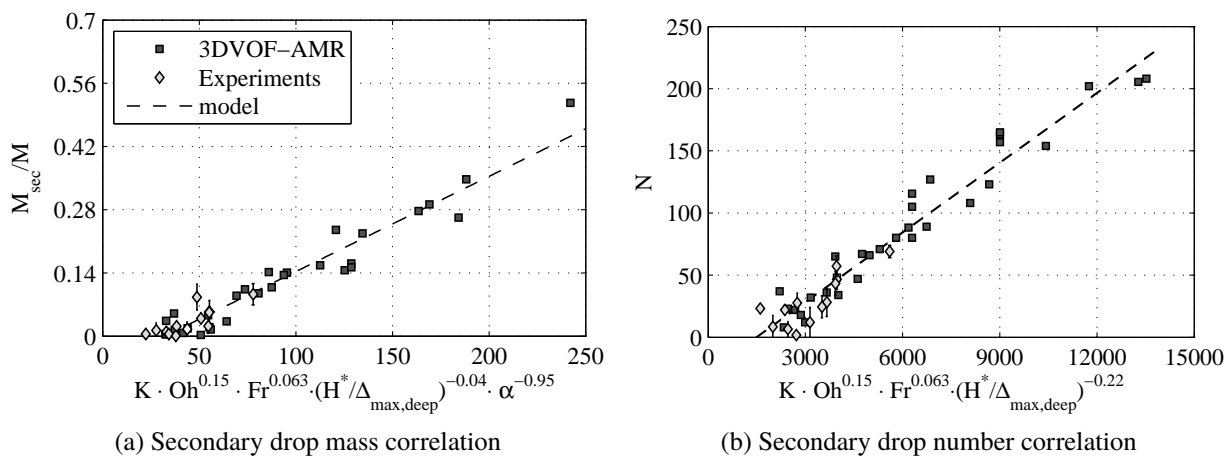 0.7
0.56
0.42
0.28
0.14
0
M_sec/M
3DVOF−AMR
Experiments
model
0 50 100 150 200 250
K · Oh^0.15 · Fr^0.063 · (H^*/Δ_max,deep)^−0.04 · α^−0.95
(a) Secondary drop mass correlation
250
200
150
100
50
0
N
0 3000 6000 9000 12000 15000
K · Oh^0.15 · Fr^0.063 · (H^*/Δ_max,deep)^−0.22
(b) Secondary drop number correlation